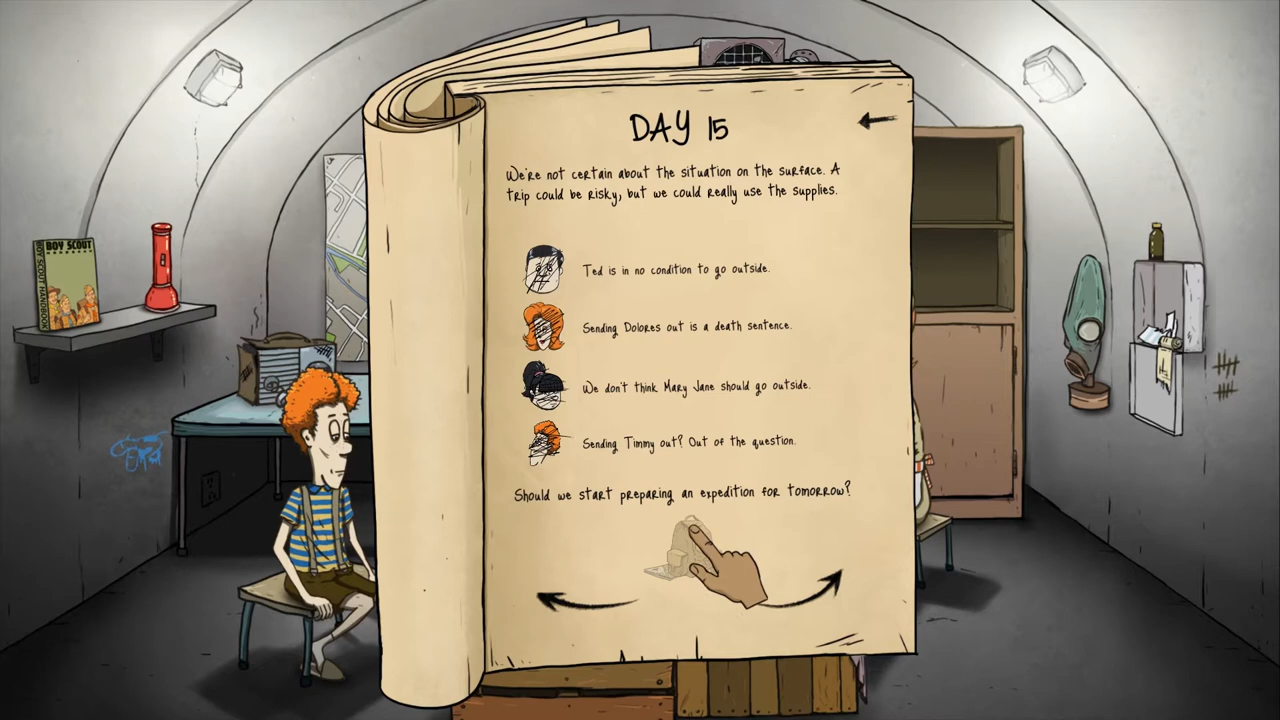 DAY 15
We're not certain about the situation on the surface. A
trip could be risky, but we could really use the supplies.
Ted is in no condition to go outside.
Sending Dolores out is a death sentence.
We don't think Mary Jane should go outside.
Sending Timmy out? Out of the question.
Should we start preparing an expedition for tomorrow?
BOY SCOUT
BOY SCOUT HANDBOOK